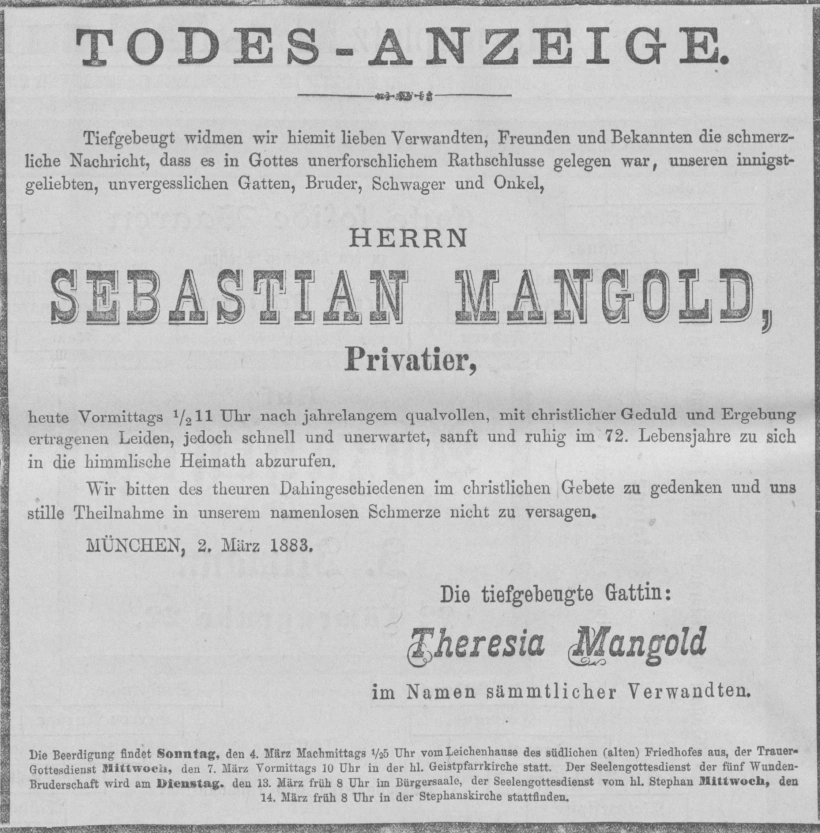 TODES-ANZEIGE.
Tiefgebeugt widmen wir hiemit lieben Verwandten, Freunden und Bekannten die schmerz-
liche Nachricht, dass es in Gottes unerforschlichem Rathschlusse gelegen war, unseren innigst-
geliebten, unvergesslichen Gatten, Bruder, Schwager und Onkel,
HERRN
SEBASTIAN MANGOLD,
Privatier,
heute Vormittags 1/2 11 Uhr nach jahrelangem qualvollen, mit christlicher Geduld und Ergebung
ertragenen Leiden, jedoch schnell und unerwartet, sanft und ruhig im 72. Lebensjahre zu sich
in die himmlische Heimath abzurufen.
Wir bitten des theuren Dahingeschiedenen im christlichen Gebete zu gedenken und uns
stille Theilnahme in unserem namenlosen Schmerze nicht zu versagen.
MÜNCHEN, 2. März 1883.
Die tiefgebeugte Gattin:
Theresia Mangold
im Namen sämmtlicher Verwandten.
Die Beerdigung findet Sonntag, den 4. März Machmittags 1/25 Uhr vom Leichenhause des südlichen (alten) Friedhofes aus, der Trauer-
Gottesdienst Mittwoch, den 7. März Vormittags 10 Uhr in der hl. Geistpfarrkirche statt. Der Seelengottesdienst der fünf Wunden-
Bruderschaft wird am Dienstag, den 13. März früh 8 Uhr im Bürgersaale, der Seelengottesdienst vom hl. Stephan Mittwoch, den
14. März früh 8 Uhr in der Stephanskirche stattfinden.